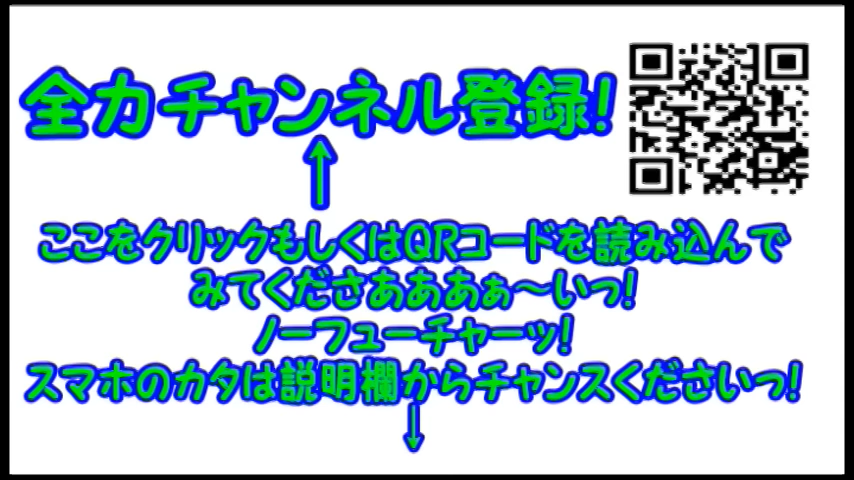 全力チャンネル登録!
↑
ここをクリックもしくはQRコードを読み込んで
みてくださあああぁ～いっ!
ノーフューチャーッ!
スマホのカタは説明欄からチャンスくださいっ!
↓